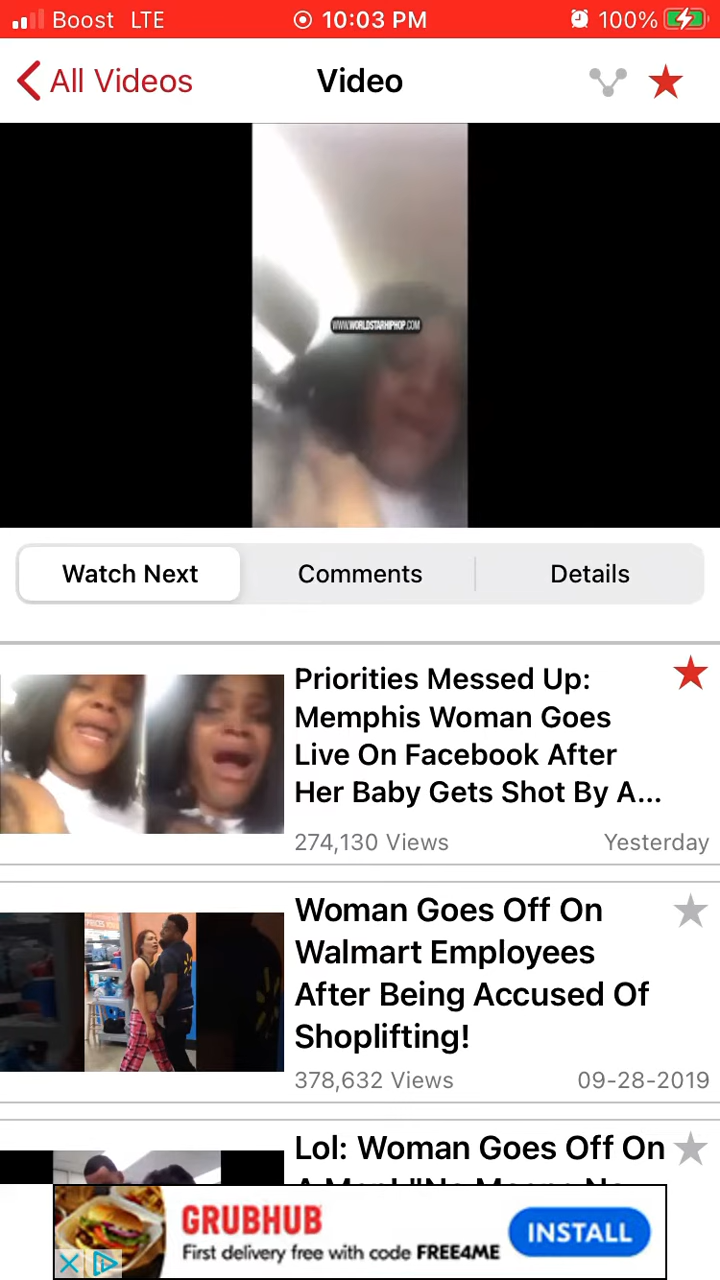 Boost LTE 10:03 PM 100%
All Videos Video
WWW.WORLDSTARHIPHOP.COM
Watch Next Comments Details
Priorities Messed Up:
Memphis Woman Goes
Live On Facebook After
Her Baby Gets Shot By A...
274,130 Views Yesterday
Woman Goes Off On
Walmart Employees
After Being Accused Of
Shoplifting!
378,632 Views 09-28-2019
Lol: Woman Goes Off On
GRUBHUB
First delivery free with code FREE4ME
INSTALL